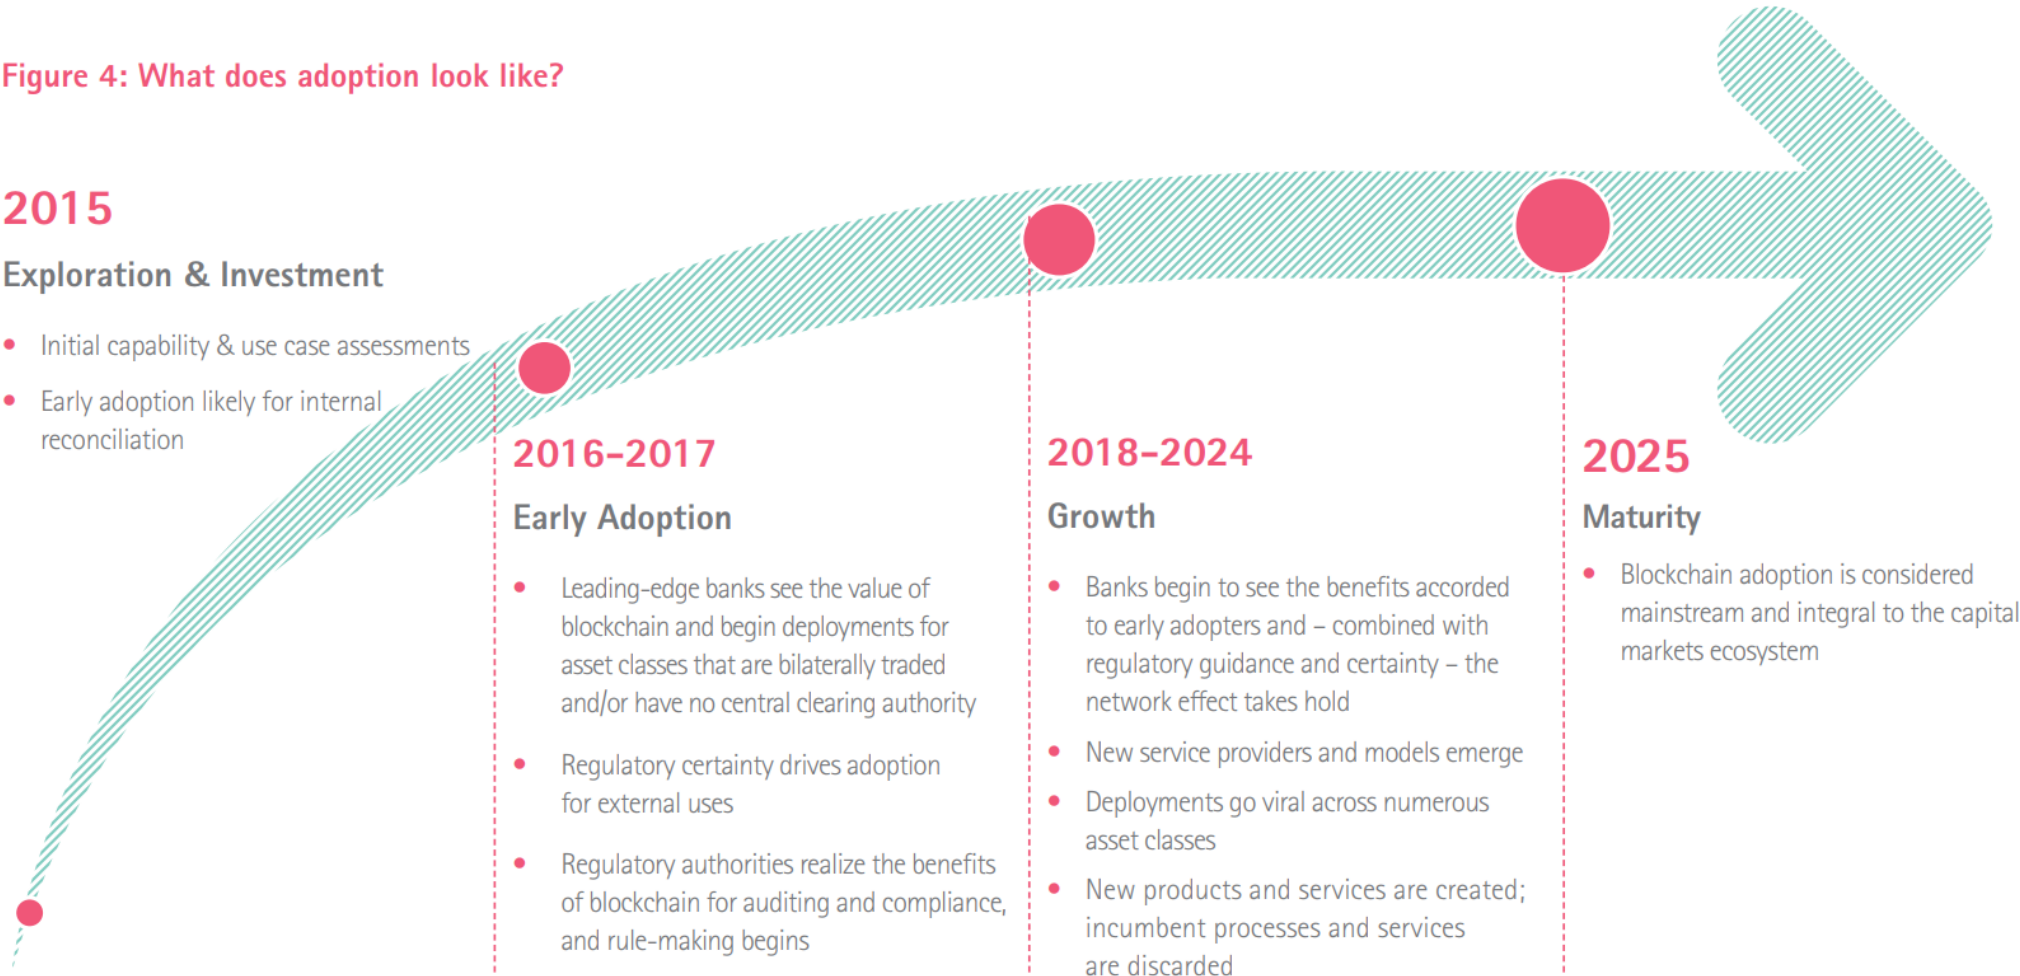 Figure 4: What does adoption look like?
2015
Exploration & Investment
• Initial capability & use case assessments
• Early adoption likely for internal
reconciliation
2016–2017
Early Adoption
• Leading-edge banks see the value of
blockchain and begin deployments for
asset classes that are bilaterally traded
and/or have no central clearing authority
• Regulatory certainty drives adoption
for external uses
• Regulatory authorities realize the benefits
of blockchain for auditing and compliance,
and rule-making begins
2018–2024
Growth
• Banks begin to see the benefits accorded
to early adopters and – combined with
regulatory guidance and certainty – the
network effect takes hold
• New service providers and models emerge
• Deployments go viral across numerous
asset classes
• New products and services are created;
incumbent processes and services
are discarded
2025
Maturity
• Blockchain adoption is considered
mainstream and integral to the capital
markets ecosystem